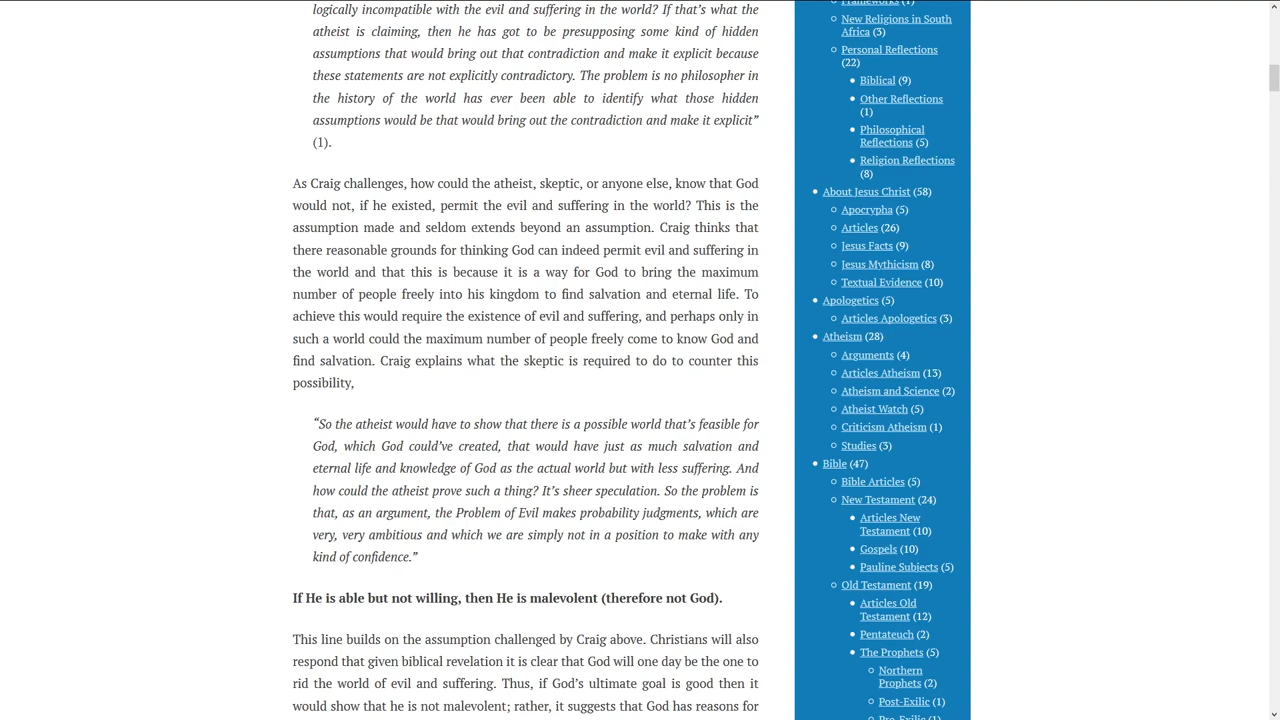 logically incompatible with the evil and suffering in the world? If that’s what the
atheist is claiming, then he has got to be presupposing some kind of hidden
assumptions that would bring out that contradiction and make it explicit because
these statements are not explicitly contradictory. The problem is no philosopher in
the history of the world has ever been able to identify what those hidden
assumptions would be that would bring out the contradiction and make it explicit”
(1).
As Craig challenges, how could the atheist, skeptic, or anyone else, know that God
would not, if he existed, permit the evil and suffering in the world? This is the
assumption made and seldom extends beyond an assumption. Craig thinks that
there reasonable grounds for thinking God can indeed permit evil and suffering in
the world and that this is because it is a way for God to bring the maximum
number of people freely into his kingdom to find salvation and eternal life. To
achieve this would require the existence of evil and suffering, and perhaps only in
such a world could the maximum number of people freely come to know God and
find salvation. Craig explains what the skeptic is required to do to counter this
possibility,
“So the atheist would have to show that there is a possible world that’s feasible for
God, which God could’ve created, that would have just as much salvation and
eternal life and knowledge of God as the actual world but with less suffering. And
how could the atheist prove such a thing? It’s sheer speculation. So the problem is
that, as an argument, the Problem of Evil makes probability judgments, which are
very, very ambitious and which we are simply not in a position to make with any
kind of confidence.”
If He is able but not willing, then He is malevolent (therefore not God).
This line builds on the assumption challenged by Craig above. Christians will also
respond that given biblical revelation it is clear that God will one day be the one to
rid the world of evil and suffering. Thus, if God’s ultimate goal is good then it
would show that he is not malevolent; rather, it suggests that God has reasons for
Frameworks (1)
New Religions in South
Africa (3)
Personal Reflections
(22)
Biblical (9)
Other Reflections
(1)
Philosophical
Reflections (5)
Religion Reflections
(8)
About Jesus Christ (58)
Apocrypha (5)
Articles (26)
Jesus Facts (9)
Jesus Mythicism (8)
Textual Evidence (10)
Apologetics (5)
Articles Apologetics (3)
Atheism (28)
Arguments (4)
Articles Atheism (13)
Atheism and Science (2)
Atheist Watch (5)
Criticism Atheism (1)
Studies (3)
Bible (47)
Bible Articles (5)
New Testament (24)
Articles New
Testament (10)
Gospels (10)
Pauline Subjects (5)
Old Testament (19)
Articles Old
Testament (12)
Pentateuch (2)
The Prophets (5)
Northern
Prophets (2)
Post-Exilic (1)
Pre-Exilic (1)